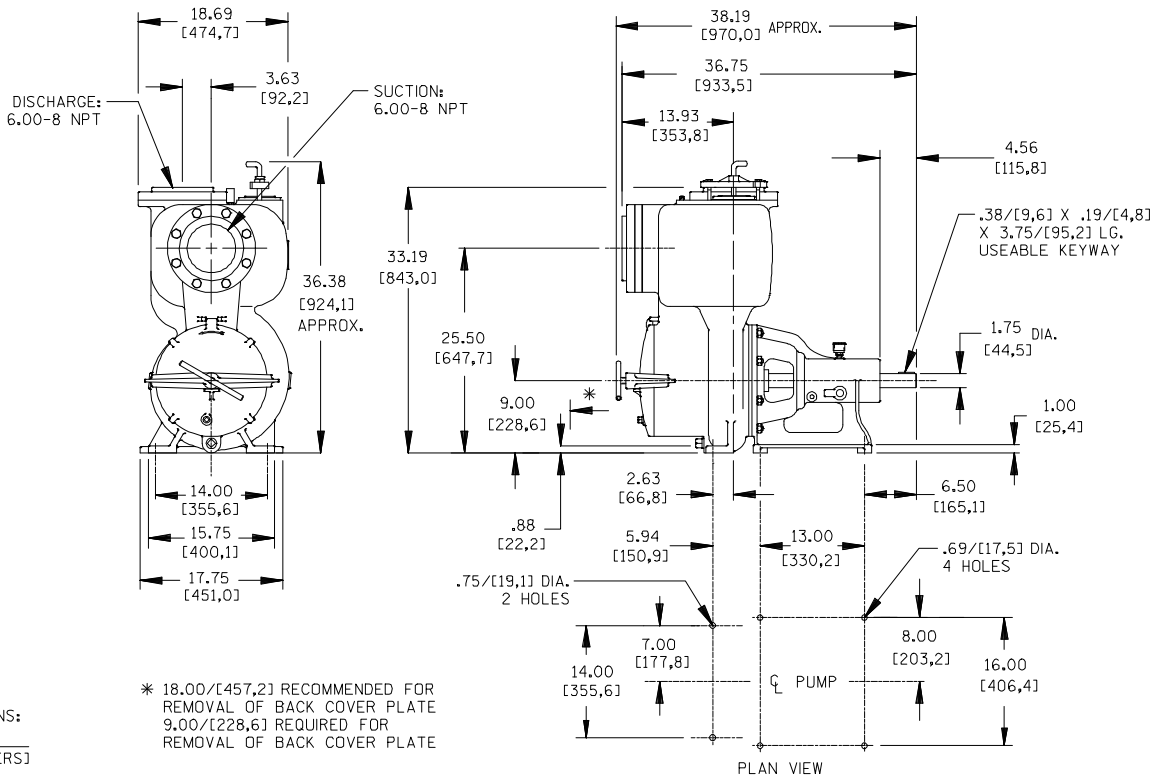 18.69
[474,7]
3.63
[92,2]
DISCHARGE:
6.00-8 NPT
SUCTION:
6.00-8 NPT
36.38
[924,1]
APPROX.
14.00
[355,6]
15.75
[400,1]
17.75
[451,0]
38.19
[970,0] APPROX.
36.75
[933,5]
13.93
[353,8]
4.56
[115,8]
.38/[9,6] X .19/[4,8]
X 3.75/[95,2] LG.
USEABLE KEYWAY
33.19
[843,0]
25.50
[647,7]
1.75 DIA.
[44,5]
9.00
[228,6]
*
1.00
[25,4]
2.63
[66,8]
6.50
[165,1]
.88
[22,2]
5.94
[150,9]
13.00
[330,2]
.69/[17,5] DIA.
4 HOLES
.75/[19,1] DIA.
2 HOLES
7.00
[177,8]
14.00
[355,6]
8.00
[203,2]
16.00
[406,4]
℄ PUMP
PLAN VIEW
* 18.00/[457,2] RECOMMENDED FOR
REMOVAL OF BACK COVER PLATE
9.00/[228,6] REQUIRED FOR
REMOVAL OF BACK COVER PLATE
NS:
ERS]